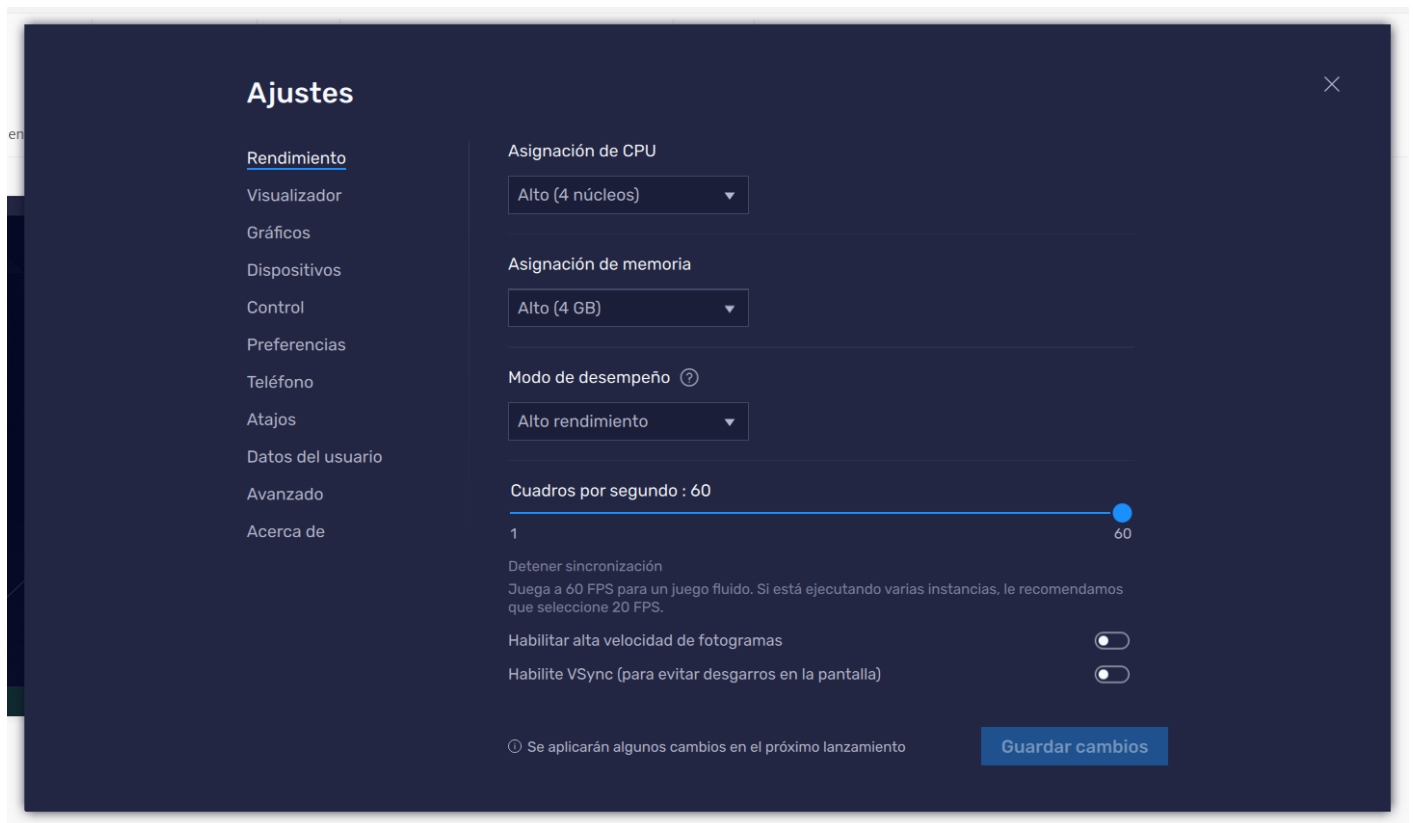 Ajustes
en
Rendimiento
Visualizador
Gráficos
Dispositivos
Control
Preferencias
Teléfono
Atajos
Datos del usuario
Avanzado
Acerca de
Asignación de CPU
Alto (4 núcleos)
Asignación de memoria
Alto (4 GB)
Modo de desempeño ?
Alto rendimiento
Cuadros por segundo : 60
1 60
Detener sincronización
Juega a 60 FPS para un juego fluido. Si está ejecutando varias instancias, le recomendamos
que seleccione 20 FPS.
Habilitar alta velocidad de fotogramas
Habilite VSync (para evitar desgarros en la pantalla)
Se aplicarán algunos cambios en el próximo lanzamiento
Guardar cambios